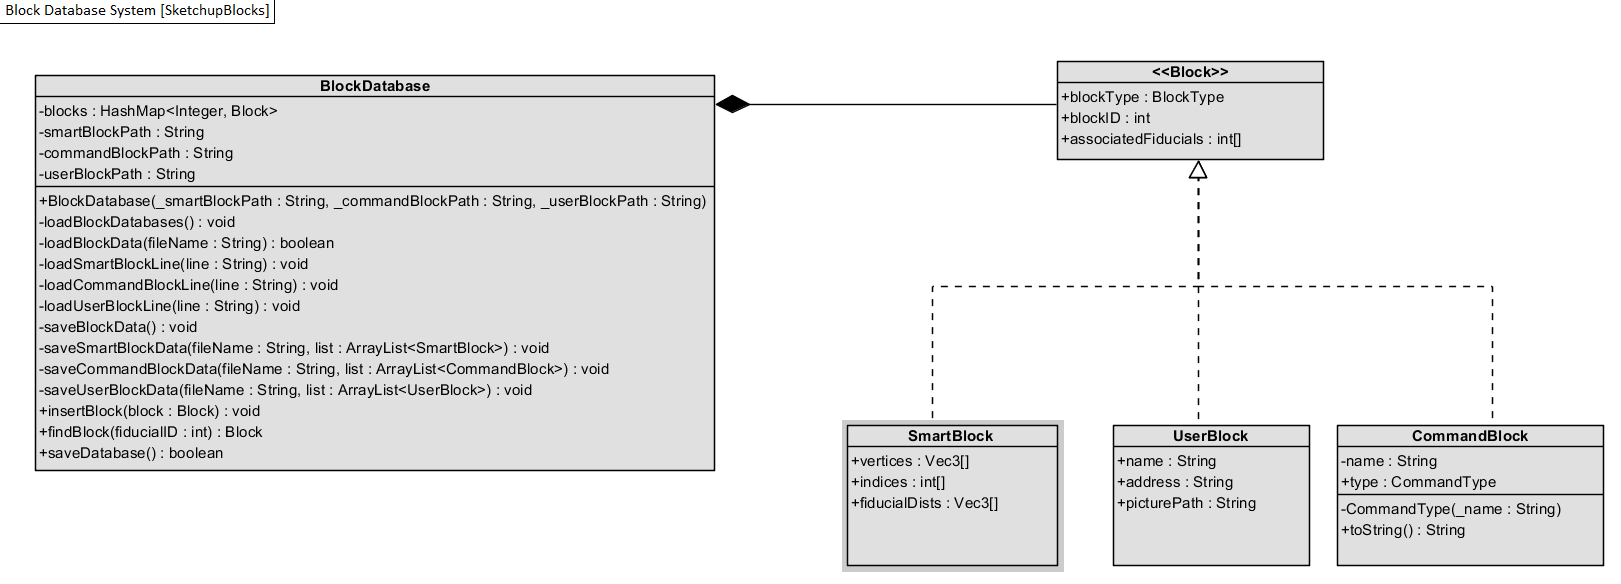 Block Database System [SketchupBlocks]
BlockDatabase
-blocks : HashMap<Integer, Block>
-smartBlockPath : String
-commandBlockPath : String
-userBlockPath : String
+BlockDatabase(_smartBlockPath : String, _commandBlockPath : String, _userBlockPath : String)
-loadBlockDatabases() : void
-loadBlockData(fileName : String) : boolean
-loadSmartBlockLine(line : String) : void
-loadCommandBlockLine(line : String) : void
-loadUserBlockLine(line : String) : void
-saveBlockData() : void
-saveSmartBlockData(fileName : String, list : ArrayList<SmartBlock>) : void
-saveCommandBlockData(fileName : String, list : ArrayList<CommandBlock>) : void
-saveUserBlockData(fileName : String, list : ArrayList<UserBlock>) : void
+insertBlock(block : Block) : void
+findBlock(fiducialID : int) : Block
+saveDatabase() : boolean
<<Block>>
+blockType : BlockType
+blockID : int
+associatedFiducials : int[]
SmartBlock
+vertices : Vec3[]
+indices : int[]
+fiducialDists : Vec3[]
UserBlock
+name : String
+address : String
+picturePath : String
CommandBlock
-name : String
+type : CommandType
-CommandType(_name : String)
+toString() : String